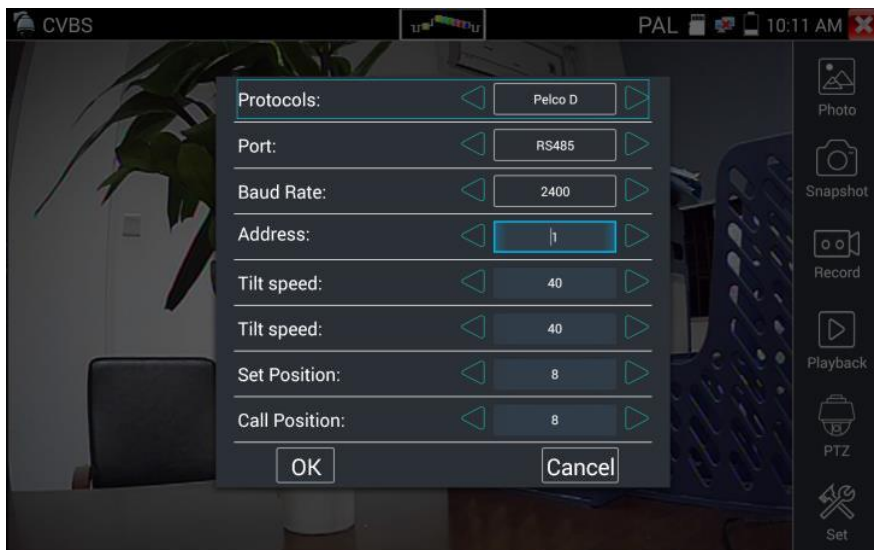 CVBS
PAL
10:11 AM
Protocols: Pelco D
Port: RS485
Baud Rate: 2400
Address: 1
Tilt speed: 40
Tilt speed: 40
Set Position: 8
Call Position: 8
OK
Cancel
Photo
Snapshot
Record
Playback
PTZ
Set